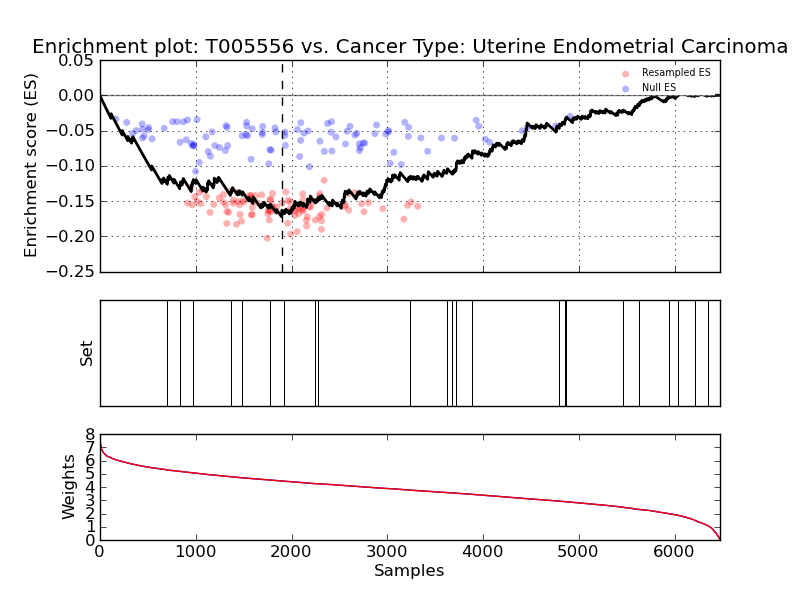 Enrichment plot: T005556 vs. Cancer Type: Uterine Endometrial Carcinoma
Enrichment score (ES)
0.05
0.00
−0.05
−0.10
−0.15
−0.20
−0.25
Resampled ES
Null ES
Set
Weights
8
7
6
5
4
3
2
1
0
0 1000 2000 3000 4000 5000 6000
Samples